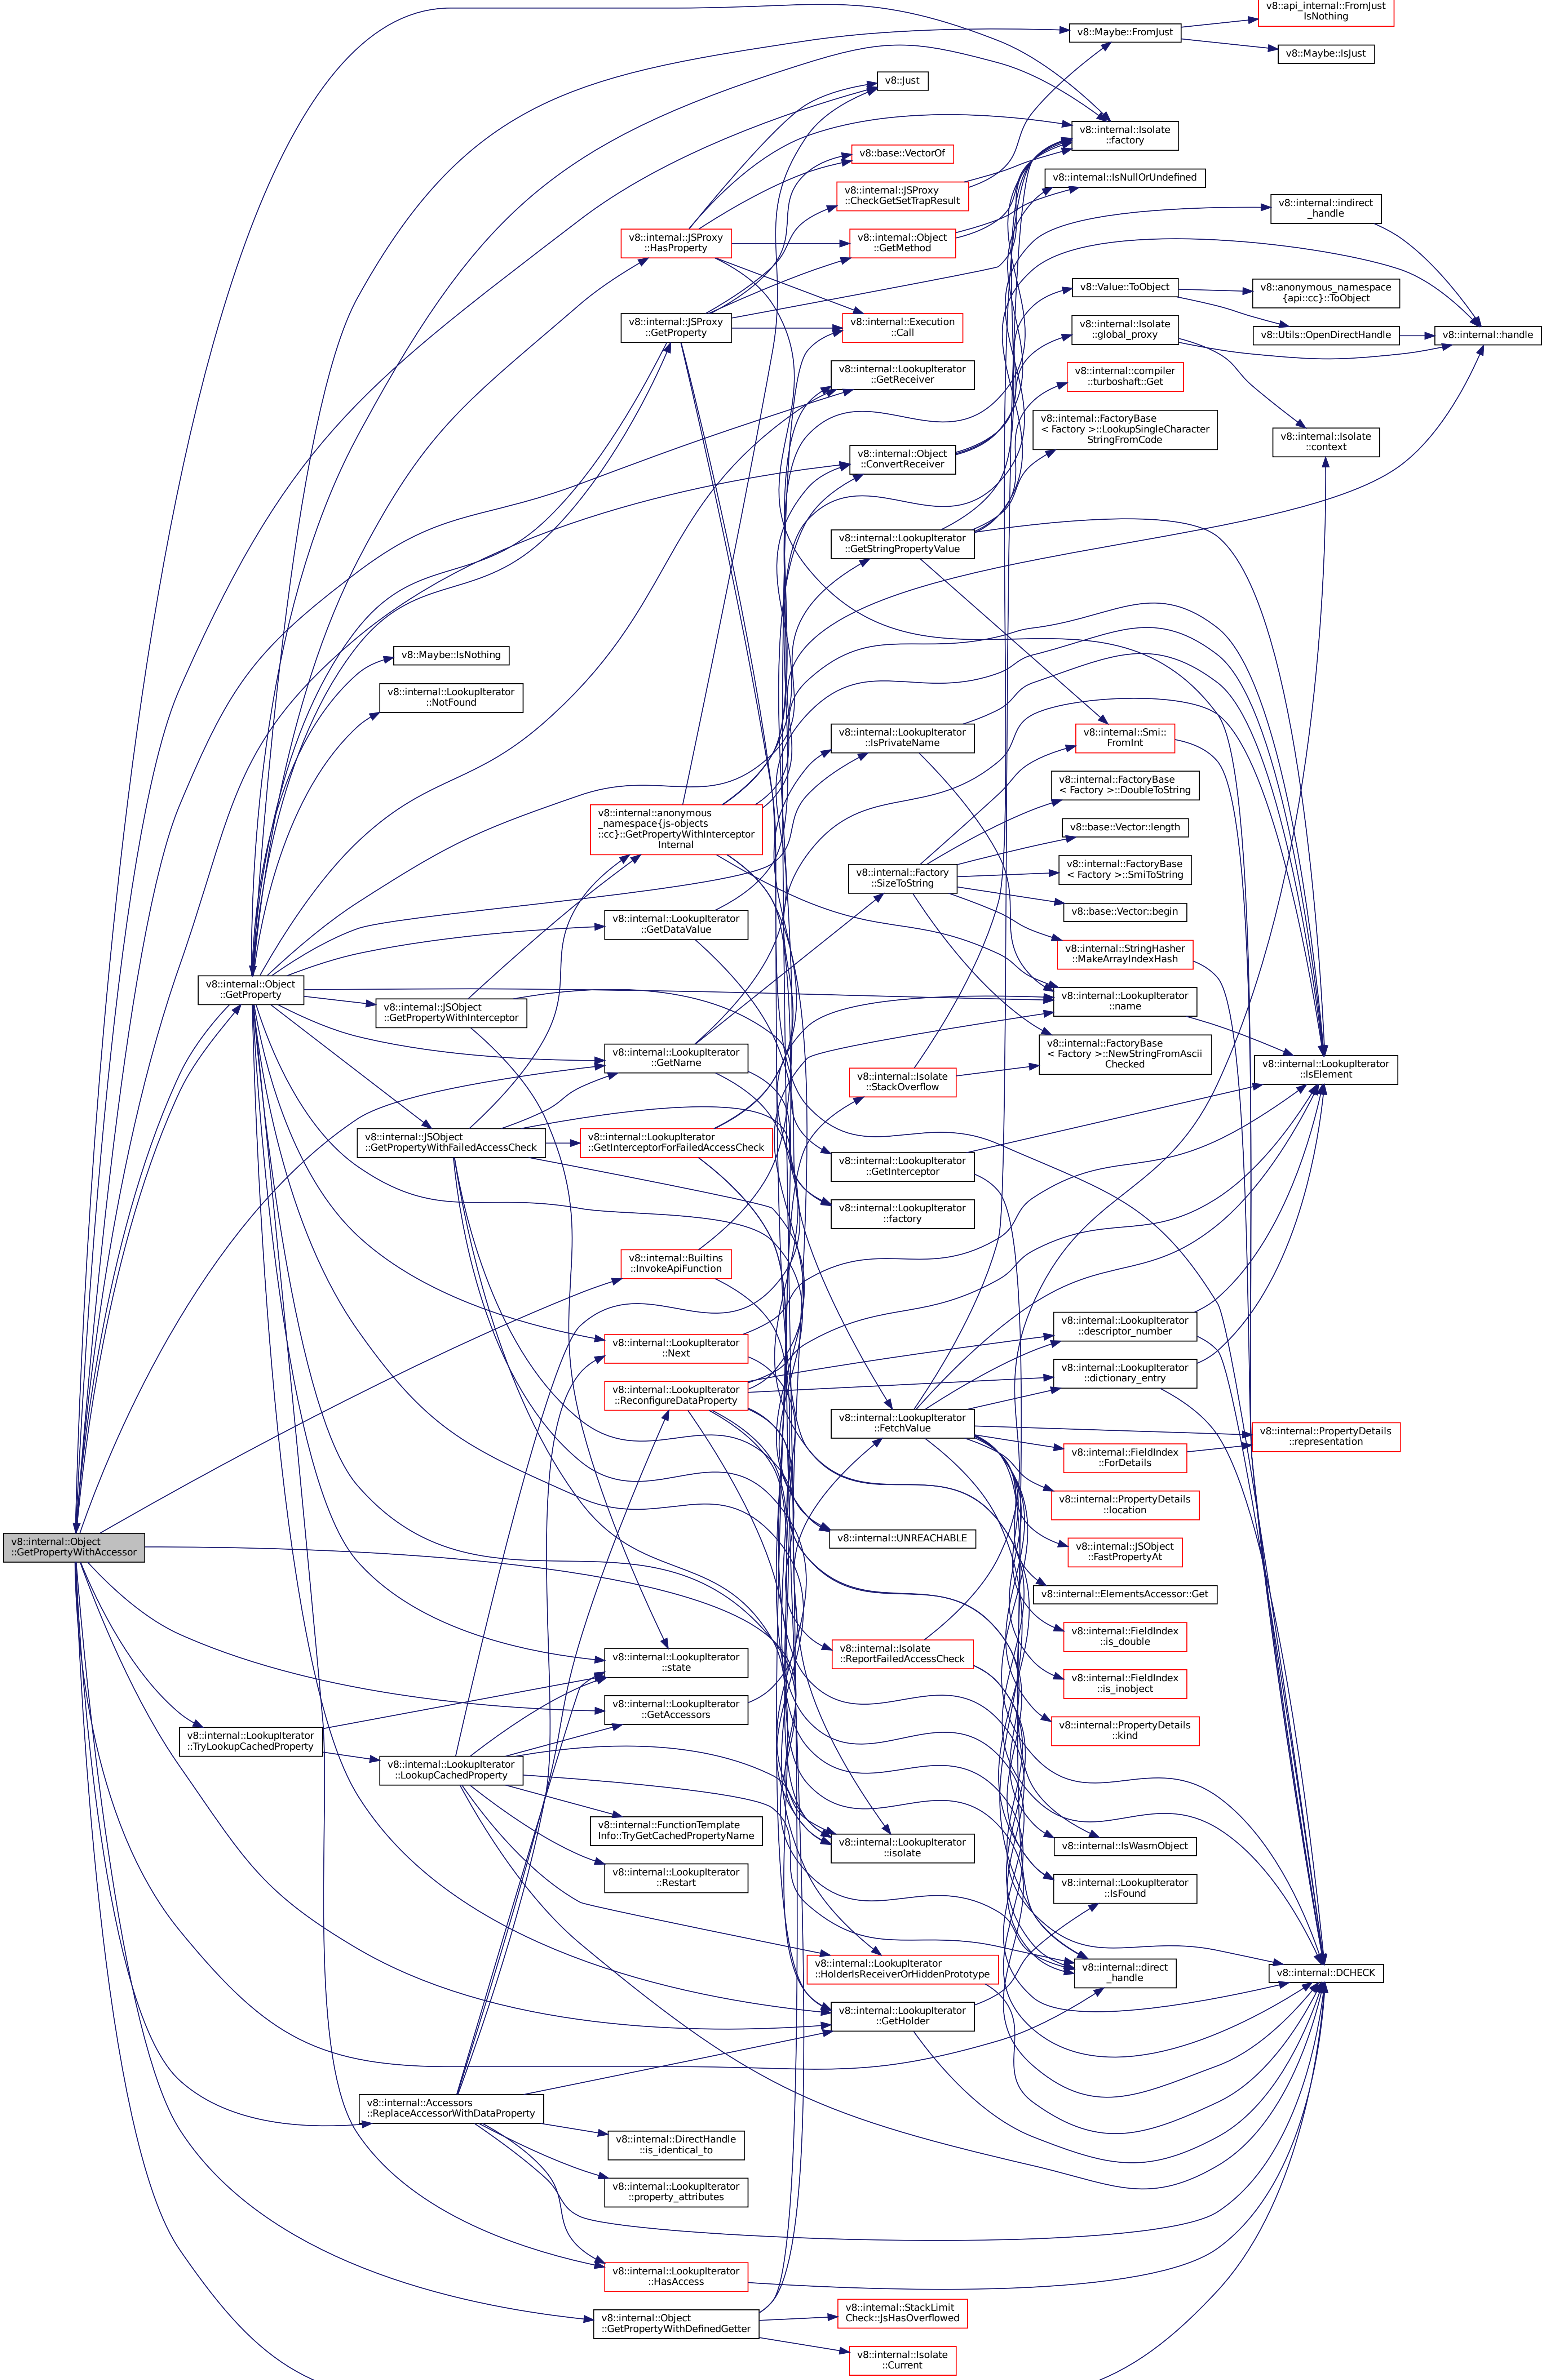 v8::api_internal::FromJust
IsNothing
v8::Maybe::FromJust
v8::Maybe::IsJust
v8::Just
v8::internal::Isolate
::factory
v8::base::VectorOf
v8::internal::IsNullOrUndefined
v8::internal::JSProxy
::CheckGetSetTrapResult
v8::internal::indirect
_handle
v8::internal::JSProxy
::HasProperty
v8::internal::Object
::GetMethod
v8::Value::ToObject
v8::anonymous_namespace
{api::cc}::ToObject
v8::internal::JSProxy
::GetProperty
v8::internal::Execution
::Call
v8::internal::Isolate
::global_proxy
v8::Utils::OpenDirectHandle
v8::internal::handle
v8::internal::LookupIterator
::GetReceiver
v8::internal::compiler
::turboshaft::Get
v8::internal::FactoryBase
< Factory >::LookupSingleCharacter
StringFromCode
v8::internal::Isolate
::context
v8::internal::Object
::ConvertReceiver
v8::internal::LookupIterator
::GetStringPropertyValue
v8::Maybe::IsNothing
v8::internal::LookupIterator
::NotFound
v8::internal::LookupIterator
::IsPrivateName
v8::internal::Smi::
FromInt
v8::internal::FactoryBase
< Factory >::DoubleToString
v8::internal::anonymous
_namespace{js-objects
::cc}::GetPropertyWithInterceptor
Internal
v8::base::Vector::length
v8::internal::Factory
::SizeToString
v8::internal::FactoryBase
< Factory >::SmiToString
v8::base::Vector::begin
v8::internal::LookupIterator
::GetDataValue
v8::internal::StringHasher
::MakeArrayIndexHash
v8::internal::Object
::GetProperty
v8::internal::JSObject
::GetPropertyWithInterceptor
v8::internal::LookupIterator
::name
v8::internal::LookupIterator
::GetName
v8::internal::FactoryBase
< Factory >::NewStringFromAscii
Checked
v8::internal::LookupIterator
::IsElement
v8::internal::Isolate
::StackOverflow
v8::internal::JSObject
::GetPropertyWithFailedAccessCheck
v8::internal::LookupIterator
::GetInterceptorForFailedAccessCheck
v8::internal::LookupIterator
::GetInterceptor
v8::internal::LookupIterator
::factory
v8::internal::Builtins
::InvokeApiFunction
v8::internal::LookupIterator
::descriptor_number
v8::internal::LookupIterator
::Next
v8::internal::LookupIterator
::dictionary_entry
v8::internal::LookupIterator
::ReconfigureDataProperty
v8::internal::LookupIterator
::FetchValue
v8::internal::PropertyDetails
::representation
v8::internal::FieldIndex
::ForDetails
v8::internal::PropertyDetails
::location
v8::internal::Object
::GetPropertyWithAccessor
v8::internal::UNREACHABLE
v8::internal::JSObject
::FastPropertyAt
v8::internal::ElementsAccessor::Get
v8::internal::FieldIndex
::is_double
v8::internal::LookupIterator
::state
v8::internal::Isolate
::ReportFailedAccessCheck
v8::internal::FieldIndex
::is_inobject
v8::internal::LookupIterator
::GetAccessors
v8::internal::PropertyDetails
::kind
v8::internal::LookupIterator
::TryLookupCachedProperty
v8::internal::LookupIterator
::LookupCachedProperty
v8::internal::FunctionTemplate
Info::TryGetCachedPropertyName
v8::internal::LookupIterator
::isolate
v8::internal::IsWasmObject
v8::internal::LookupIterator
::Restart
v8::internal::LookupIterator
::IsFound
v8::internal::LookupIterator
::HolderIsReceiverOrHiddenPrototype
v8::internal::direct
_handle
v8::internal::DCHECK
v8::internal::LookupIterator
::GetHolder
v8::internal::Accessors
::ReplaceAccessorWithDataProperty
v8::internal::DirectHandle
::is_identical_to
v8::internal::LookupIterator
::property_attributes
v8::internal::LookupIterator
::HasAccess
v8::internal::Object
::GetPropertyWithDefinedGetter
v8::internal::StackLimit
Check::JsHasOverflowed
v8::internal::Isolate
::Current